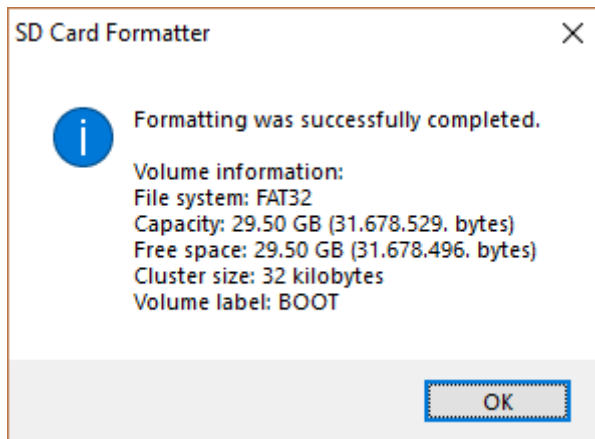 SD Card Formatter
Formatting was successfully completed.
Volume information:
File system: FAT32
Capacity: 29.50 GB (31.678.529. bytes)
Free space: 29.50 GB (31.678.496. bytes)
Cluster size: 32 kilobytes
Volume label: BOOT
OK